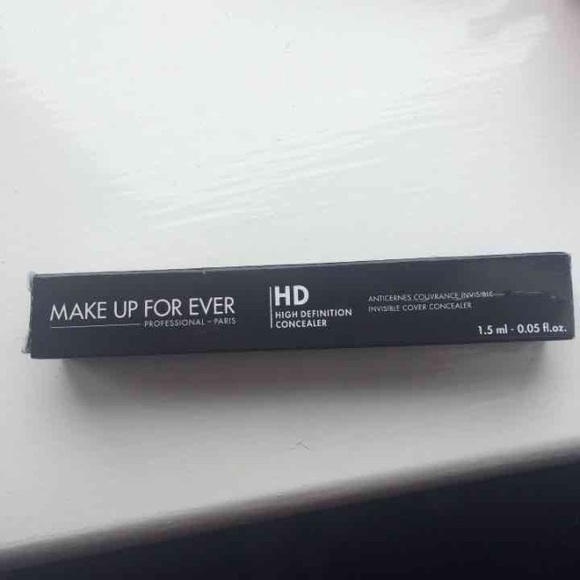 MAKE UP FOR EVER
PROFESSIONAL – PARIS
HD
HIGH DEFINITION
CONCEALER
ANTICERNES COUVRANCE INVISIBLE
INVISIBLE COVER CONCEALER
1.5 ml - 0.05 fl.oz.